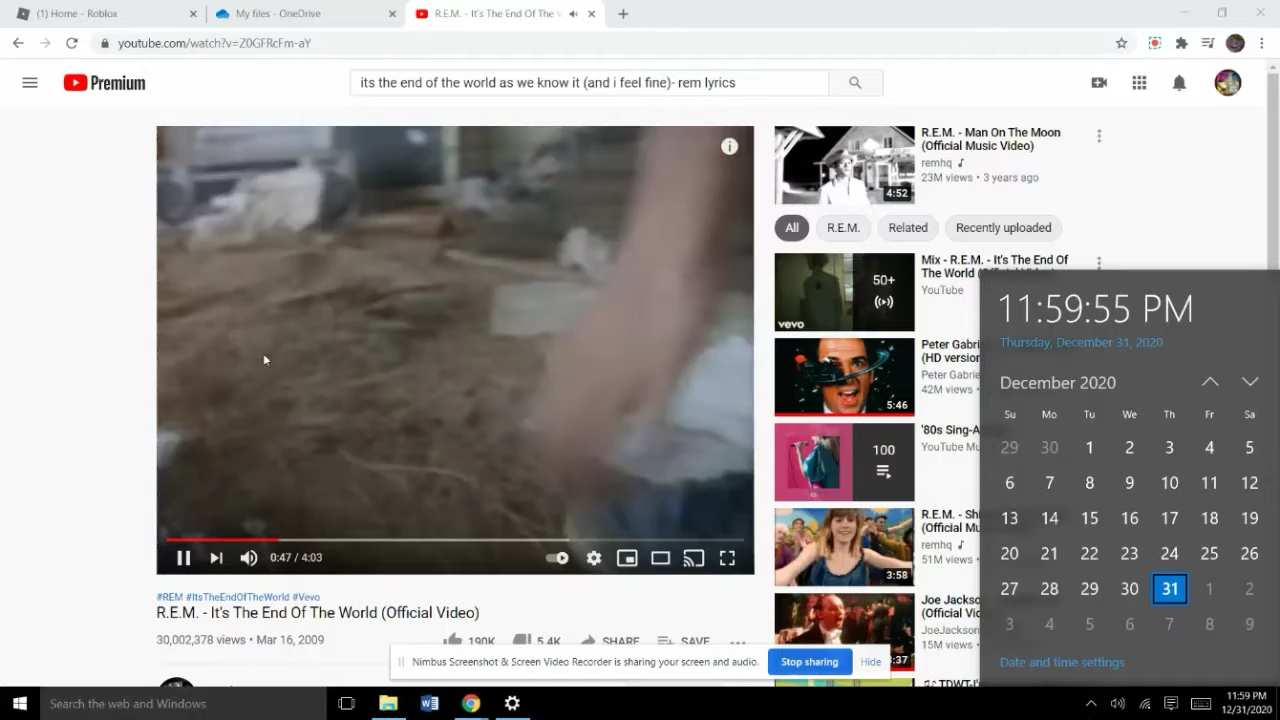 (1) Home - Roblox
My files - OneDrive
R.E.M. - It's The End Of The W
youtube.com/watch?v=Z0GFRcFm-aY
Premium
its the end of the world as we know it (and i feel fine)- rem lyrics
R.E.M. - Man On The Moon
(Official Music Video)
remhq
23M views • 3 years ago
4:52
All
R.E.M.
Related
Recently uploaded
Mix - R.E.M. - It's The End Of
The World (Official Video)
YouTube
50+
vevo
Peter Gabri
(HD version
Peter Gabrie
42M views •
5:46
'80s Sing-A
YouTube Mu
100
R.E.M. - Sh
(Official Mu
remhq
51M views •
3:58
Joe Jackso
(Official Vid
JoeJackson
15M views •
3:37
TDWT-I's
0:47 / 4:03
#REM #ItsTheEndOfTheWorld #Vevo
R.E.M. - It's The End Of The World (Official Video)
30,002,378 views • Mar 16, 2009
190K
5.4K
SHARE
SAVE
Nimbus Screenshot & Screen Video Recorder is sharing your screen and audio.
Stop sharing
Hide
11:59:55 PM
Thursday, December 31, 2020
December 2020
Su Mo Tu We Th Fr Sa
29 30 1 2 3 4 5
6 7 8 9 10 11 12
13 14 15 16 17 18 19
20 21 22 23 24 25 26
27 28 29 30 31 1 2
3 4 5 6 7 8 9
Date and time settings
Search the web and Windows
11:59 PM
12/31/2020